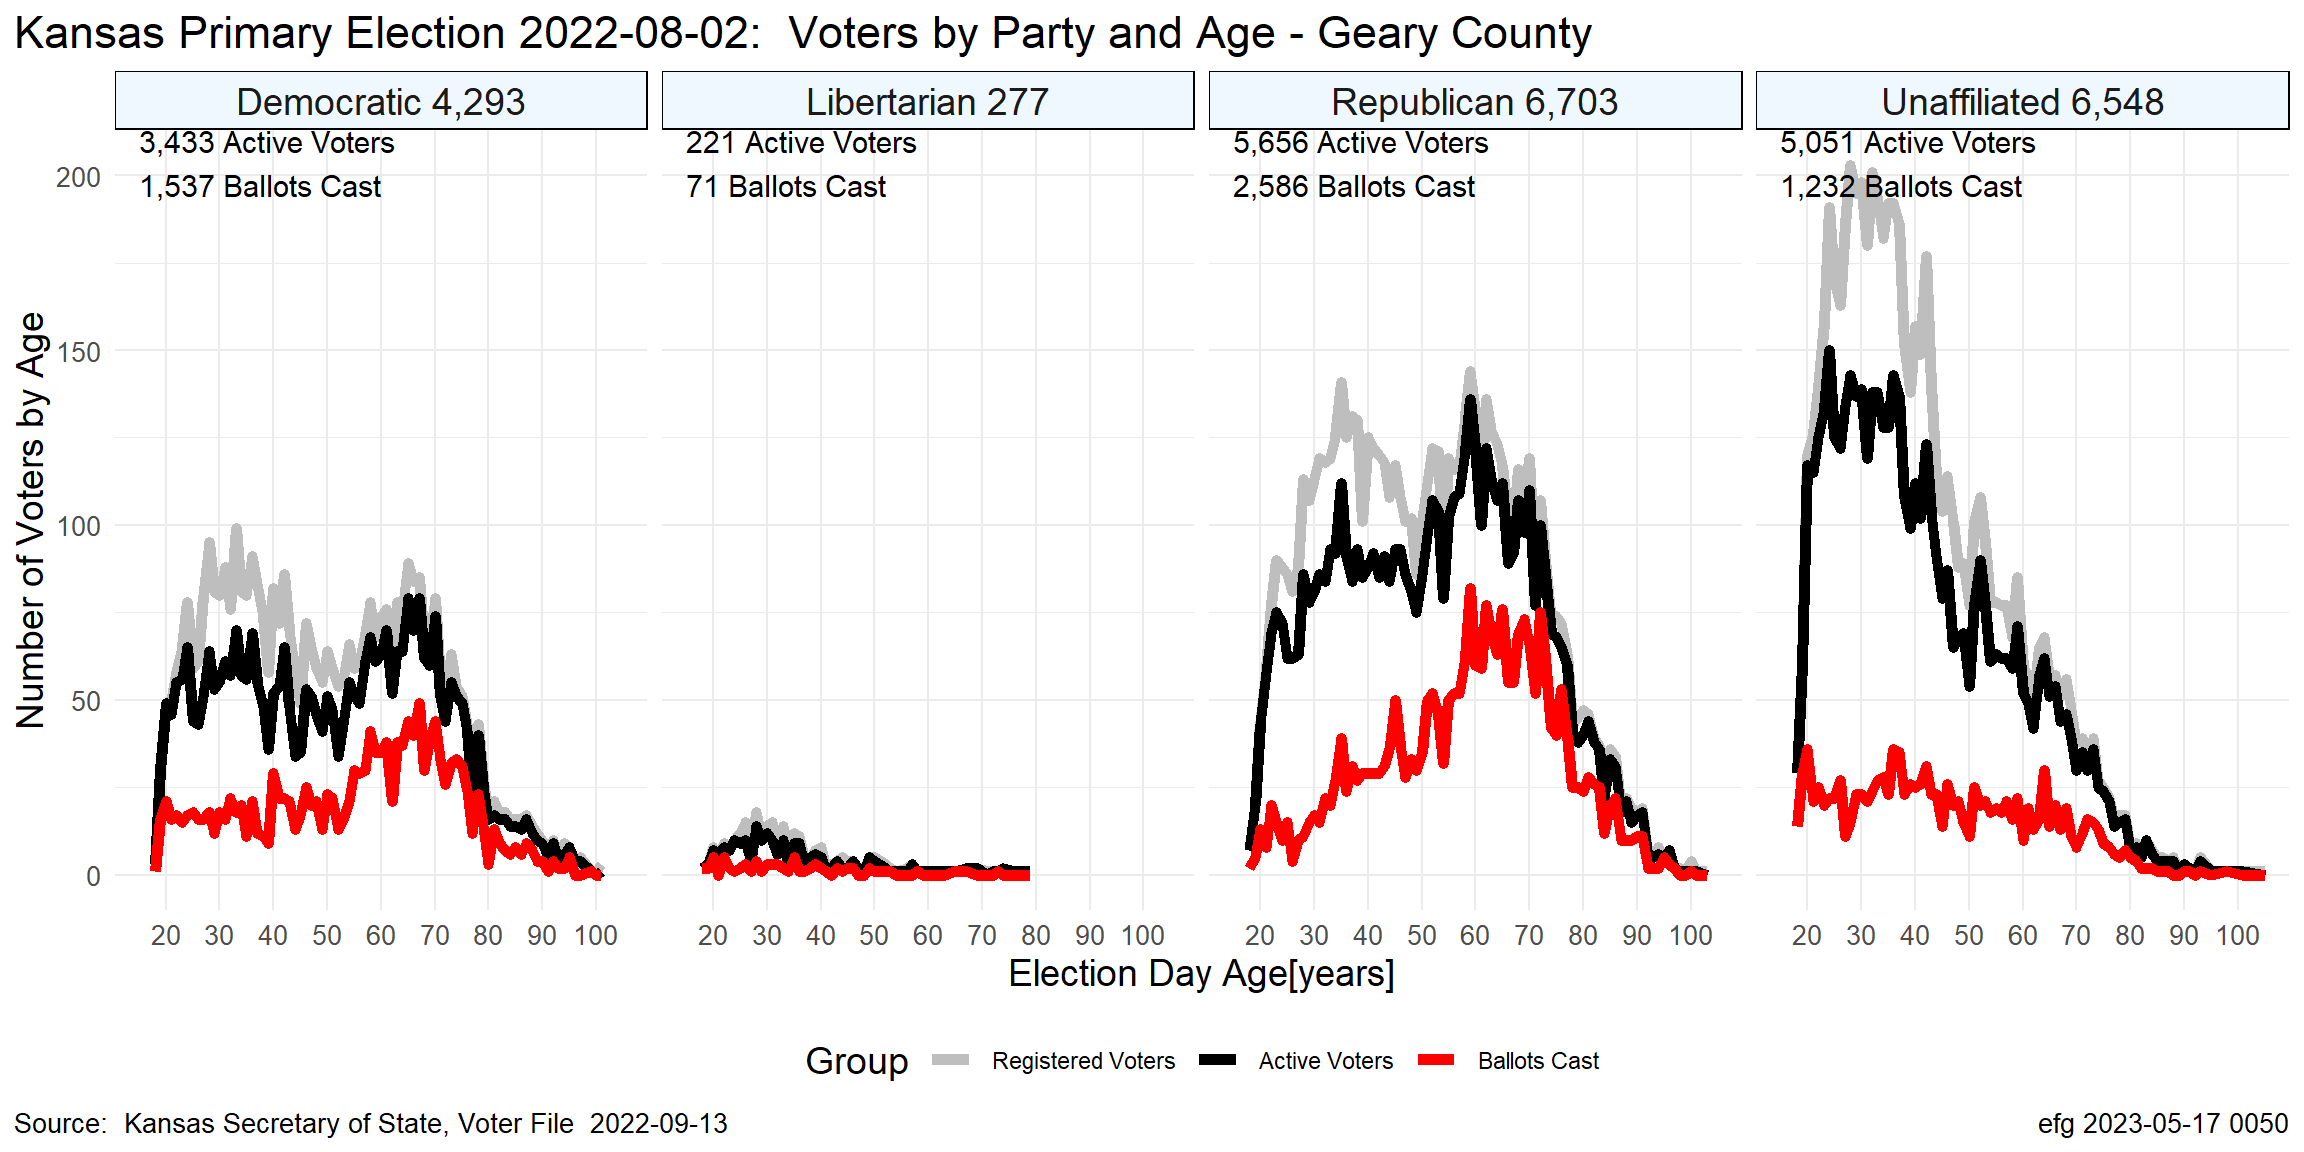 Kansas Primary Election 2022-08-02:  Voters by Party and Age - Geary County
Democratic 4,293
Libertarian 277
Republican 6,703
Unaffiliated 6,548
3,433 Active Voters
1,537 Ballots Cast
221 Active Voters
71 Ballots Cast
5,656 Active Voters
2,586 Ballots Cast
5,051 Active Voters
1,232 Ballots Cast
Number of Voters by Age
200
150
100
50
0
20 30 40 50 60 70 80 90 100
20 30 40 50 60 70 80 90 100
20 30 40 50 60 70 80 90 100
20 30 40 50 60 70 80 90 100
Election Day Age[years]
Group Registered Voters Active Voters Ballots Cast
Source:  Kansas Secretary of State, Voter File  2022-09-13
efg 2023-05-17 0050